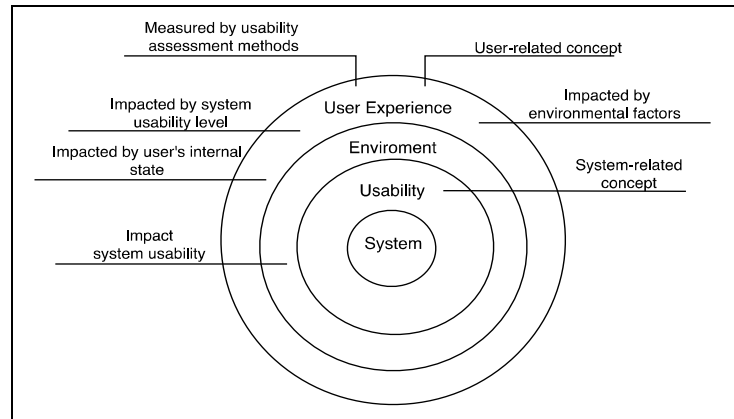 Measured by usability
assessment methods
User-related concept
User Experience
Impacted by system
usability level
Impacted by
environmental factors
Enviroment
Impacted by user's internal
state
System-related
concept
Usability
System
Impact
system usability